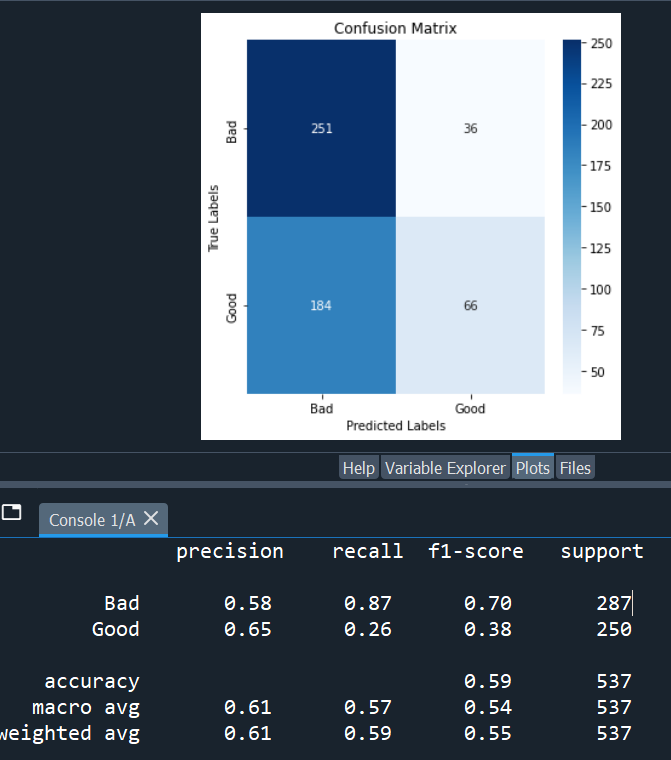 Confusion Matrix
250
225
200
175
150
125
100
75
50
Bad
251
36
True Labels
Good
184
66
Bad Good
Predicted Labels
Help Variable Explorer Plots Files
Console 1/A
precision recall f1-score support
Bad 0.58 0.87 0.70 287
Good 0.65 0.26 0.38 250
accuracy 0.59 537
macro avg 0.61 0.57 0.54 537
weighted avg 0.61 0.59 0.55 537